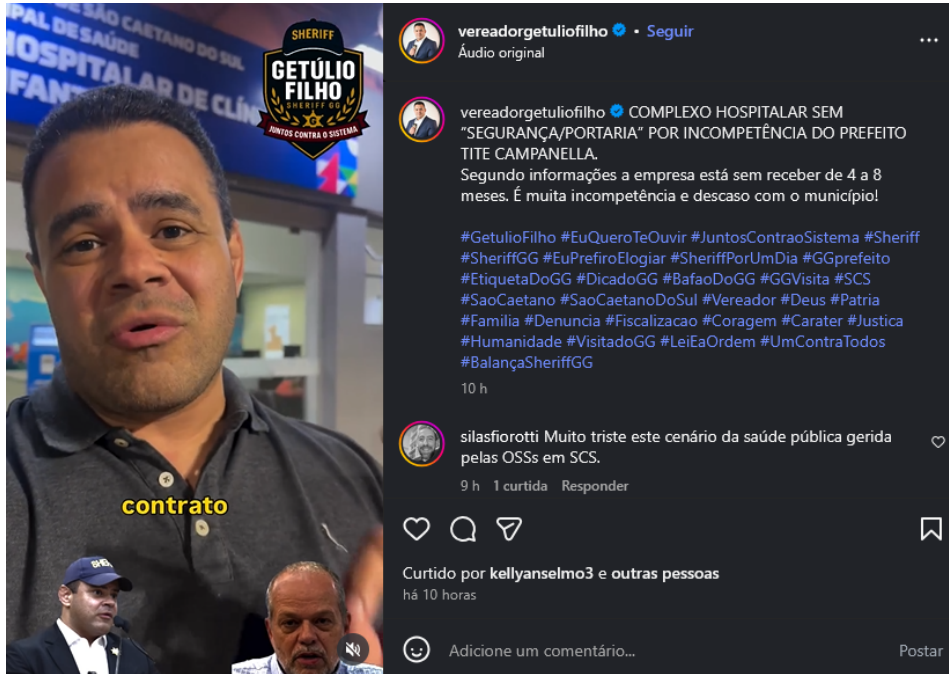 DE SÃO CAETANO DO SUL
PAL DE SAÚDE
HOSPITALAR DE CLÍN
FAN
SHERIFF
GETÚLIO
FILHO
SHERIFF GG
G
JUNTOS CONTRA O SISTEMA
contrato
SHE
vereadorgetuliofilho • Seguir
Áudio original
vereadorgetuliofilho COMPLEXO HOSPITALAR SEM
“SEGURANÇA/PORTARIA” POR INCOMPETÊNCIA DO PREFEITO
TITE CAMPANELLA.
Segundo informações a empresa está sem receber de 4 a 8
meses. É muita incompetência e descaso com o município!
#GetulioFilho #EuQueroTeOuvir #JuntosContraoSistema #Sheriff
#SheriffGG #EuPrefiroElogiar #SheriffPorUmDia #GGprefeito
#EtiquetaDoGG #DicadoGG #BafaoDoGG #GGVisita #SCS
#SaoCaetano #SaoCaetanoDoSul #Vereador #Deus #Patria
#Familia #Denuncia #Fiscalizacao #Coragem #Carater #Justica
#Humanidade #VisitadoGG #LeiEaOrdem #UmContraTodos
#BalançaSheriffGG
10 h
silasfiorotti Muito triste este cenário da saúde pública gerida
pelas OSSs em SCS.
9 h 1 curtida Responder
Curtido por kellyanselmo3 e outras pessoas
há 10 horas
Adicione um comentário... Postar